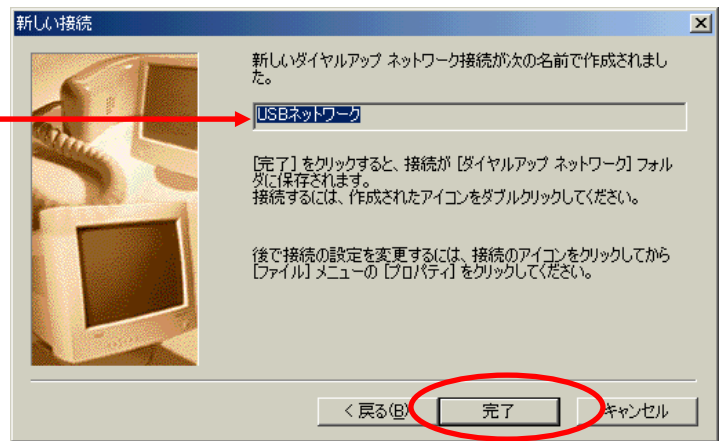 新しい接続
新しいダイヤルアップ ネットワーク接続が次の名前で作成されまし
た。
USBネットワーク
[完了] をクリックすると、接続が [ダイヤルアップ ネットワーク] フォル
ダに保存されます。
接続するには、作成されたアイコンをダブルクリックしてください。
後で接続の設定を変更するには、接続のアイコンをクリックしてから
[ファイル] メニューの [プロパティ] をクリックしてください。
< 戻る(B) 完了 キャンセル